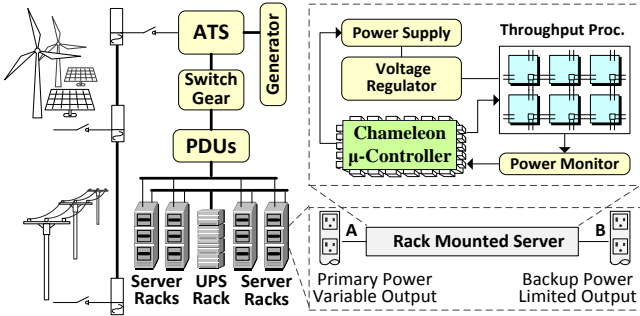 ATS
Generator
Switch
Gear
PDUs
Server
Racks
UPS
Rack
Server
Racks
Power Supply
Voltage
Regulator
Throughput Proc.
Chameleon
μ-Controller
Power Monitor
A
Rack Mounted Server
B
Primary Power
Variable Output
Backup Power
Limited Output